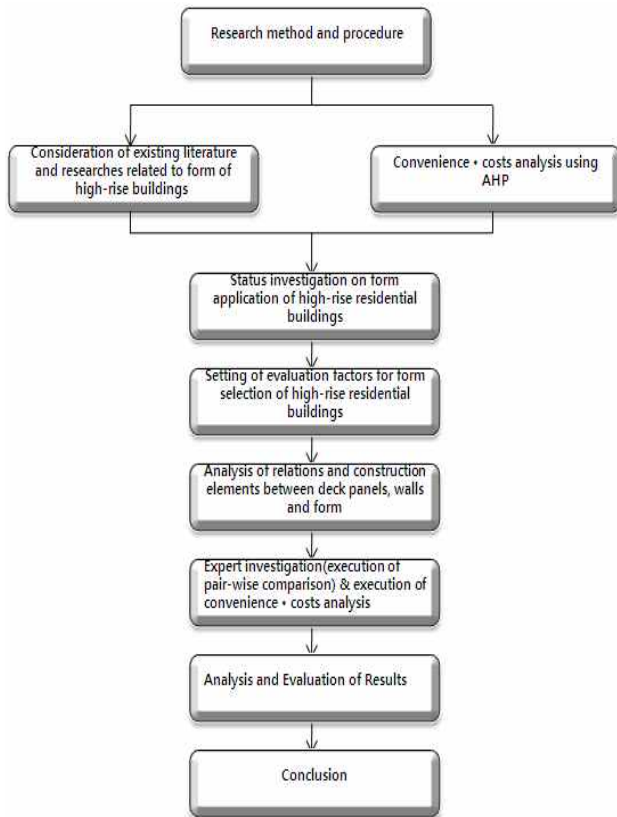 Research method and procedure
Consideration of existing literature
and researches related to form of
high-rise buildings
Convenience • costs analysis using
AHP
Status investigation on form
application of high-rise residential
buildings
Setting of evaluation factors for form
selection of high-rise residential
buildings
Analysis of relations and construction
elements between deck panels, walls
and form
Expert investigation(execution of
pair-wise comparison) & execution of
convenience • costs analysis
Analysis and Evaluation of Results
Conclusion